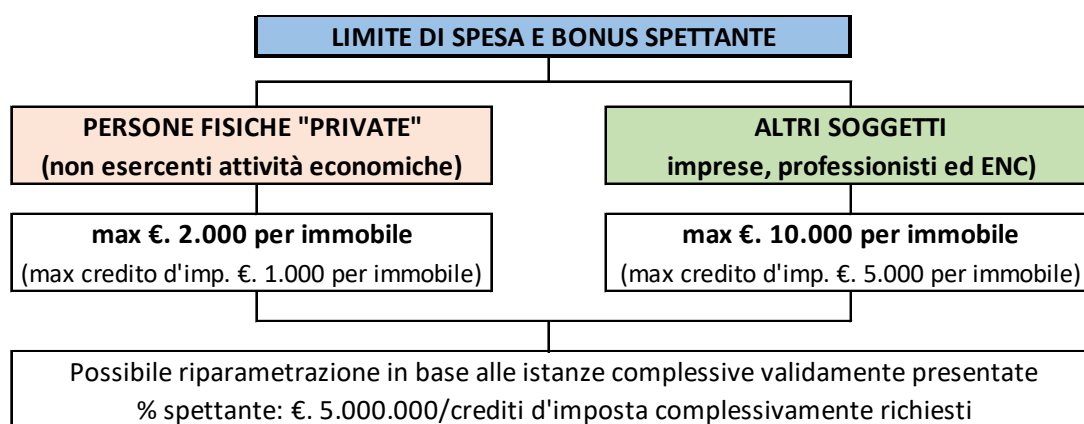 LIMITE DI SPESA E BONUS SPETTANTE
PERSONE FISICHE "PRIVATE"
(non esercenti attività economiche)
ALTRI SOGGETTI
imprese, professionisti ed ENC)
max €. 2.000 per immobile
(max credito d'imp. €. 1.000 per immobile)
max €. 10.000 per immobile
(max credito d'imp. €. 5.000 per immobile)
Possibile riparametrazione in base alle istanze complessive validamente presentate
% spettante: €. 5.000.000/crediti d'imposta complessivamente richiesti